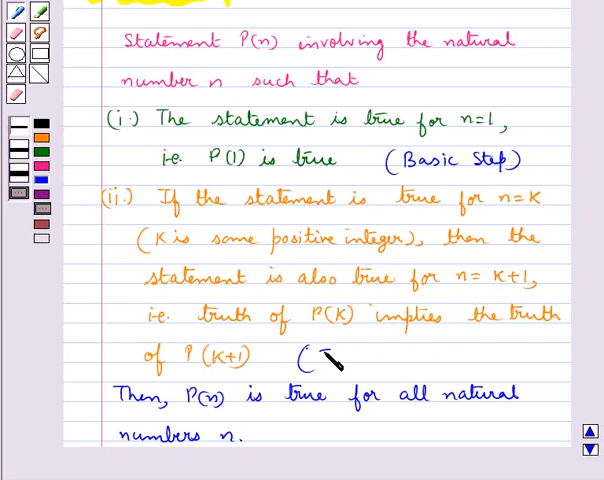 Statement P(n) involving the natural
number n such that
(i.) The statement is true for n=1,
i.e. P(1) is true (Basic Step)
(ii.) If the statement is true for n=K
(K is some positive integer), then the
statement is also true for n= K+1,
i.e. truth of P(K) implies the truth
of P(K+1) (
Then, P(n) is true for all natural
numbers n.